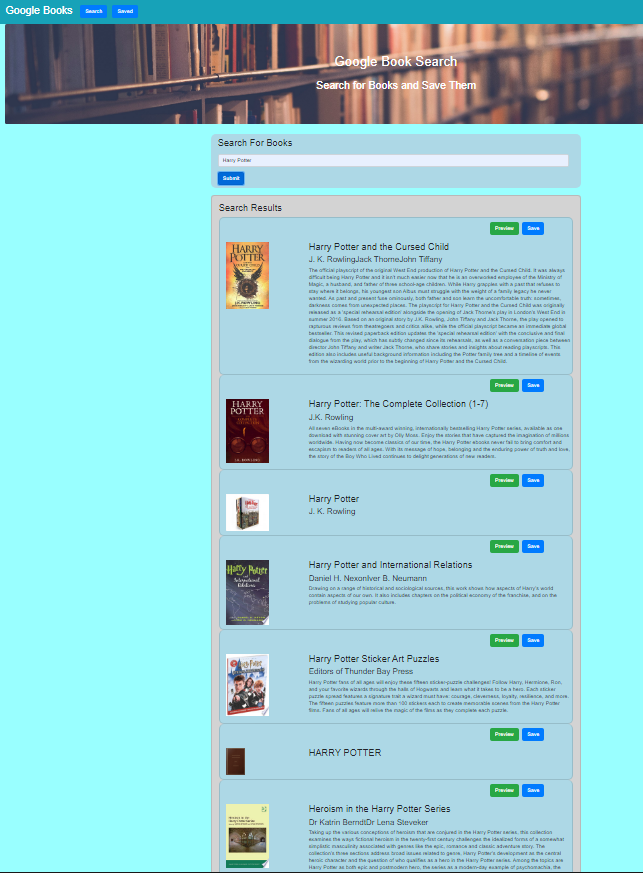 Google Books Search Saved
Google Book Search
Search for Books and Save Them
Search For Books
Harry Potter
Submit
Search Results
Preview Save
HARRY POTTER
Harry Potter and the Cursed Child
J. K. RowlingJack ThorneJohn Tiffany
The official playscript of the original West End production of Harry Potter and the Cursed Child. It was always
difficult being Harry Potter and it isn't much easier now that he is an overworked employee of the Ministry of
Magic, a husband, and father of three school-age children. While Harry grapples with a past that refuses to
stay where it belongs, his youngest son Albus must struggle with the weight of a family legacy he never
wanted. As past and present fuse ominously, both father and son learn the uncomfortable truth: sometimes,
darkness comes from unexpected places. The playscript for Harry Potter and the Cursed Child was originally
released as a 'special rehearsal edition' alongside the opening of Jack Thorne's play in London's West End in
summer 2016. Based on an original story by J.K. Rowling, John Tiffany and Jack Thorne, the play opened to
rapturous reviews from theatregoers and critics alike, while the official playscript became an immediate global
bestseller. This revised paperback edition updates the 'special rehearsal edition' with the conclusive and final
dialogue from the play, which has subtly changed since its rehearsals, as well as a conversation piece between
director John Tiffany and writer Jack Thorne, who share stories and insights about reading playscripts. This
edition also includes useful background information including the Potter family tree and a timeline of events
from the wizarding world prior to the beginning of Harry Potter and the Cursed Child.
Preview Save
HARRY POTTER
Harry Potter: The Complete Collection (1-7)
J.K. Rowling
All seven eBooks in the multi-award winning, internationally bestselling Harry Potter series, available as one
download with stunning cover art by Olly Moss. Enjoy the stories that have captured the imagination of millions
worldwide. Having now become classics of our time, the Harry Potter ebooks never fail to bring comfort and
escapism to readers of all ages. With its message of hope, belonging and the enduring power of truth and love,
the story of the Boy Who Lived continues to delight generations of new readers.
Preview Save
Harry Potter
J. K. Rowling
Preview Save
Harry Potter
International Relations
Harry Potter and International Relations
Daniel H. NexonIver B. Neumann
Drawing on a range of historical and sociological sources, this work shows how aspects of Harry's world
contain aspects of our own. It also includes chapters on the political economy of the franchise, and on the
problems of studying popular culture.
Preview Save
Harry Potter Sticker Art Puzzles
Editors of Thunder Bay Press
Harry Potter fans of all ages will enjoy these fifteen sticker-puzzle challenges! Follow Harry, Hermione, Ron,
and your favorite wizards through the halls of Hogwarts and learn what it takes to be a hero. Each sticker
puzzle spread features a signature trait a wizard must have: courage, cleverness, loyalty, resilience, and more.
The fifteen puzzles feature more than 100 stickers each to create memorable scenes from the Harry Potter
films. Fans of all ages will relive the magic of the films as they complete each puzzle.
Preview Save
HARRY POTTER
Preview Save
Heroism in the Harry Potter Series
Dr Katrin BerndtDr Lena Steveker
Taking up the various conceptions of heroism that are conjured in the Harry Potter series, this collection
examines the ways fictional heroism in the twenty-first century challenges the idealized forms of a somewhat
simplistic masculinity associated with genres like the epic, romance and classic adventure story. The
collection's three sections address broad issues related to genre, Harry Potter's development as the central
heroic character and the question of who qualifies as a hero in the Harry Potter series. Among the topics are
Harry Potter as both epic and postmodern hero, the series as a modern-day example of psychomachia, the